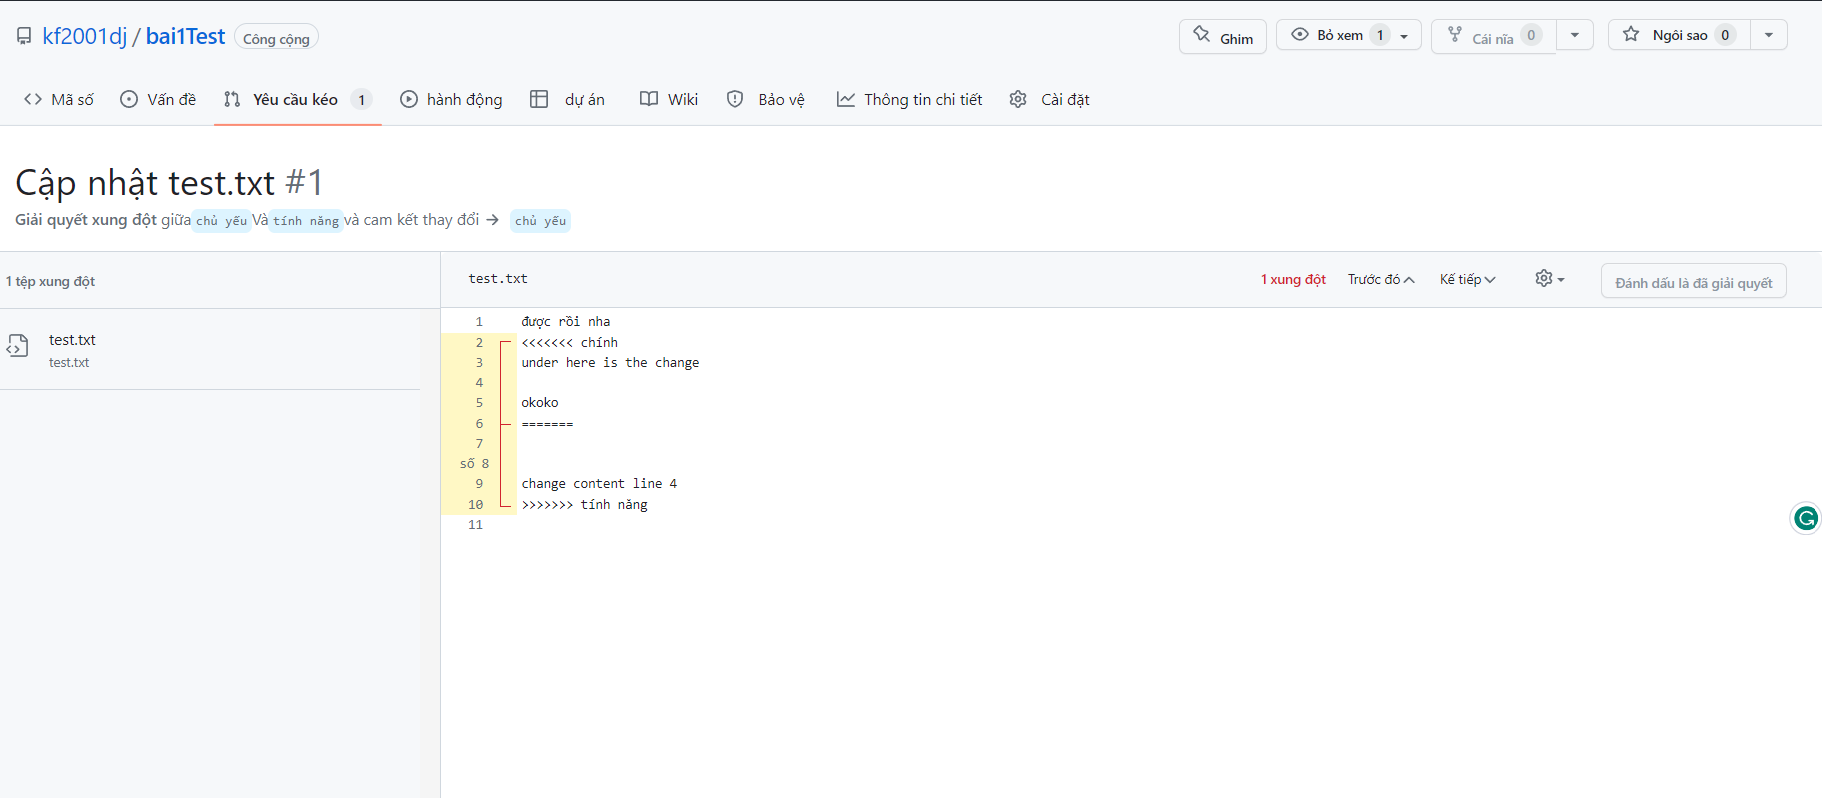 kf2001dj / bai1Test Công cộng Ghim Bỏ xem 1 Cái nĩa 0 Ngôi sao 0
Mã số Vấn đề Yêu cầu kéo 1 hành động dự án Wiki Bảo vệ Thông tin chi tiết Cài đặt
Cập nhật test.txt #1
Giải quyết xung đột giữa chủ yếu Và tính năng và cam kết thay đổi → chủ yếu
1 tệp xung đột
test.txt
test.txt
test.txt 1 xung đột Trước đó Kế tiếp Đánh dấu là đã giải quyết
1 được rồi nha
2 <<<<<<< chính
3 under here is the change
4
5 okoko
6 =======
7
số 8
9 change content line 4
10 >>>>>>> tính năng
11